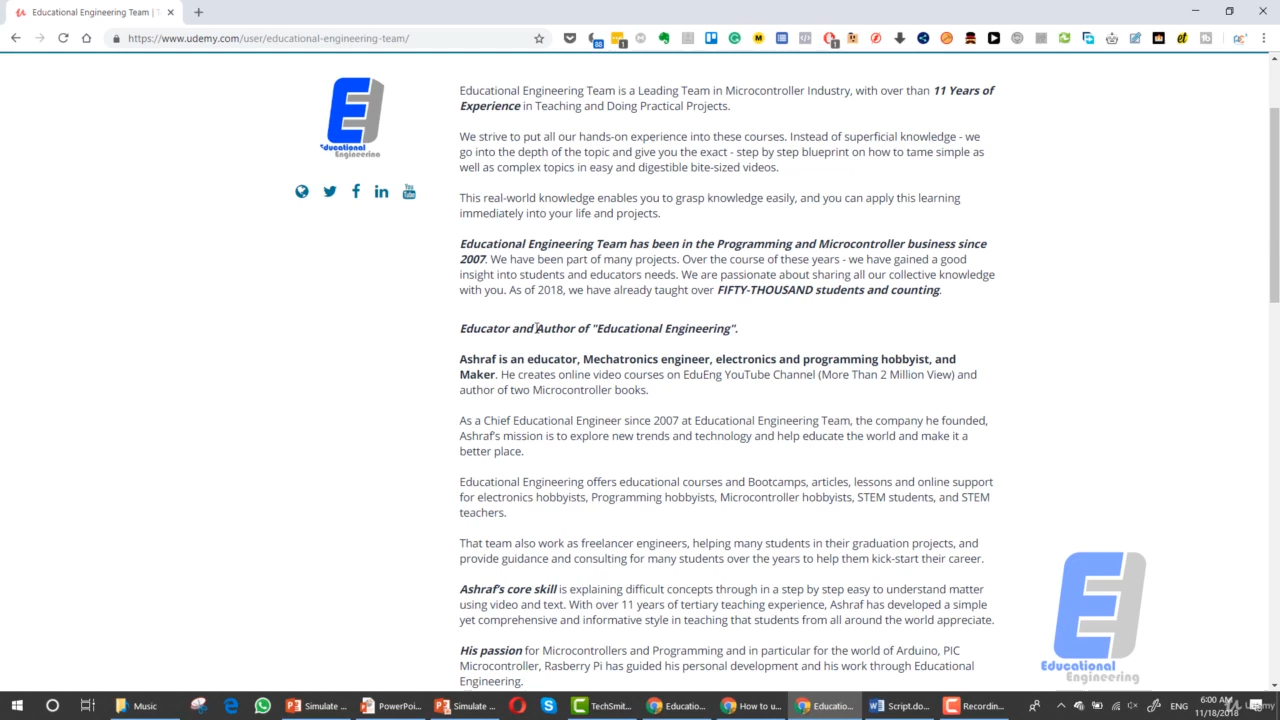 Educational Engineering Team | T
https://www.udemy.com/user/educational-engineering-team/
88
1
1
Educational
Engineering
Educational Engineering Team is a Leading Team in Microcontroller Industry, with over than 11 Years of
Experience in Teaching and Doing Practical Projects.
We strive to put all our hands-on experience into these courses. Instead of superficial knowledge - we
go into the depth of the topic and give you the exact - step by step blueprint on how to tame simple as
well as complex topics in easy and digestible bite-sized videos.
This real-world knowledge enables you to grasp knowledge easily, and you can apply this learning
immediately into your life and projects.
Educational Engineering Team has been in the Programming and Microcontroller business since
2007. We have been part of many projects. Over the course of these years - we have gained a good
insight into students and educators needs. We are passionate about sharing all our collective knowledge
with you. As of 2018, we have already taught over FIFTY-THOUSAND students and counting.
Educator and Author of "Educational Engineering".
Ashraf is an educator, Mechatronics engineer, electronics and programming hobbyist, and
Maker. He creates online video courses on EduEng YouTube Channel (More Than 2 Million View) and
author of two Microcontroller books.
As a Chief Educational Engineer since 2007 at Educational Engineering Team, the company he founded,
Ashraf's mission is to explore new trends and technology and help educate the world and make it a
better place.
Educational Engineering offers educational courses and Bootcamps, articles, lessons and online support
for electronics hobbyists, Programming hobbyists, Microcontroller hobbyists, STEM students, and STEM
teachers.
That team also work as freelancer engineers, helping many students in their graduation projects, and
provide guidance and consulting for many students over the years to help them kick-start their career.
Ashraf's core skill is explaining difficult concepts through in a step by step easy to understand matter
using video and text. With over 11 years of tertiary teaching experience, Ashraf has developed a simple
yet comprehensive and informative style in teaching that students from all around the world appreciate.
His passion for Microcontrollers and Programming and in particular for the world of Arduino, PIC
Microcontroller, Rasberry Pi has guided his personal development and his work through Educational
Engineering.
Educational
Engineering
Music
Simulate ...
PowerPoi...
Simulate ...
TechSmit...
Educatio...
How to u...
Educatio...
Script.do...
Recordin...
ENG
6:00 AM
11/18/2018
Udemy